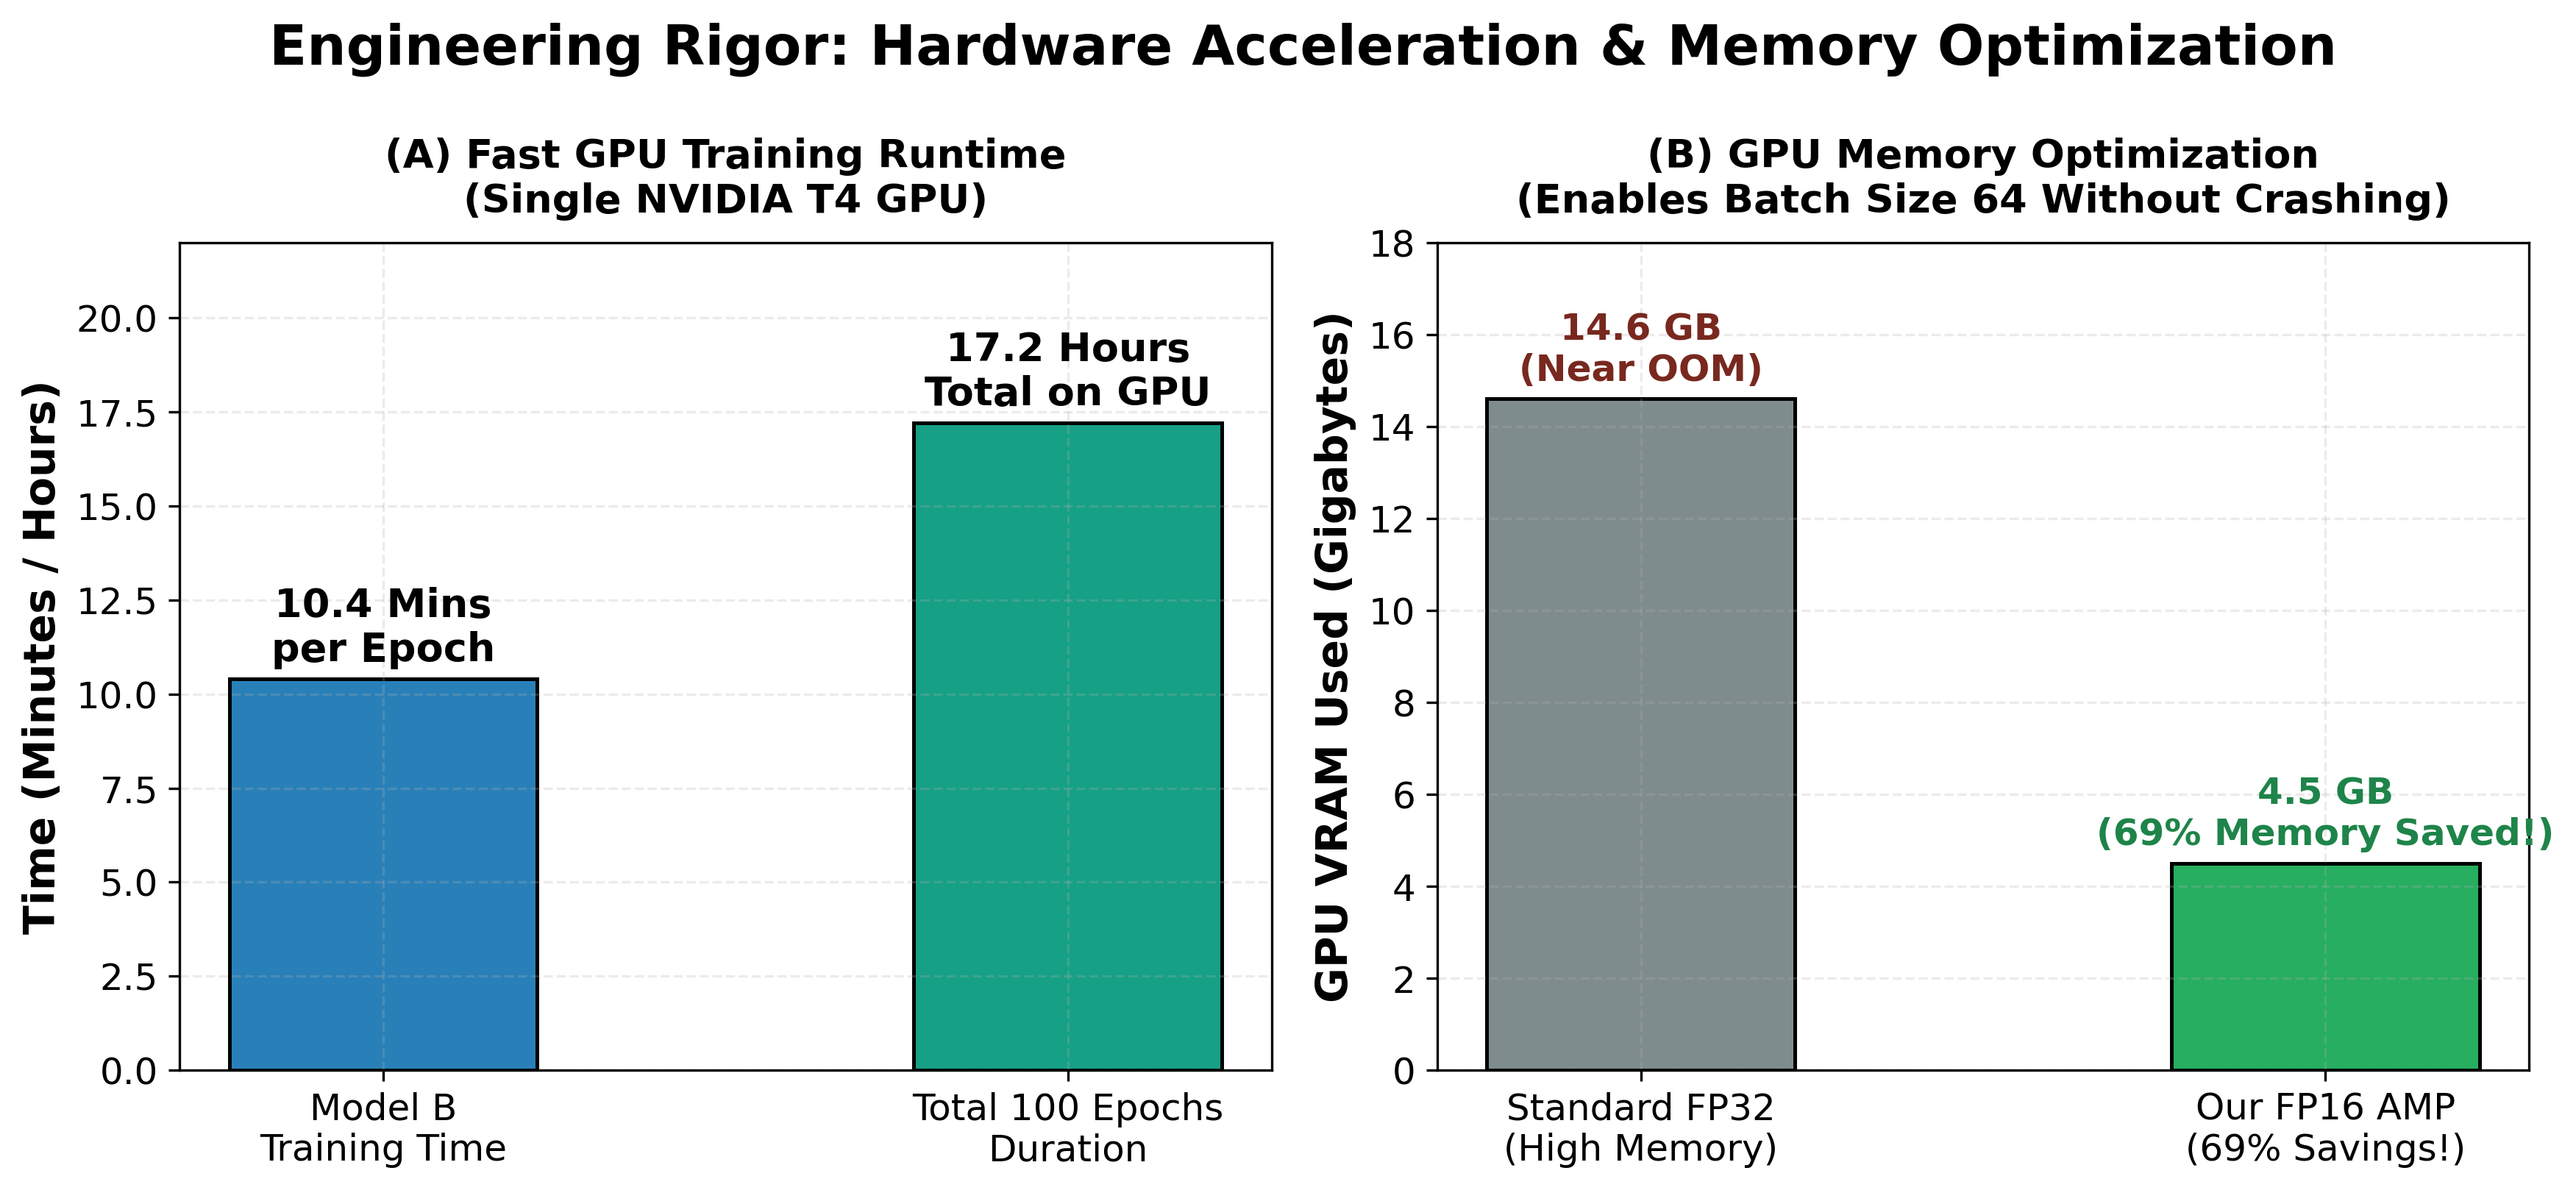 Engineering Rigor: Hardware Acceleration & Memory Optimization
(A) Fast GPU Training Runtime
(Single NVIDIA T4 GPU)
Time (Minutes / Hours)
20.0
17.5
15.0
12.5
10.0
7.5
5.0
2.5
0.0
10.4 Mins
per Epoch
17.2 Hours
Total on GPU
Model B
Training Time
Total 100 Epochs
Duration
(B) GPU Memory Optimization
(Enables Batch Size 64 Without Crashing)
GPU VRAM Used (Gigabytes)
18
16
14
12
10
8
6
4
2
0
14.6 GB
(Near OOM)
4.5 GB
(69% Memory Saved!)
Standard FP32
(High Memory)
Our FP16 AMP
(69% Savings!)